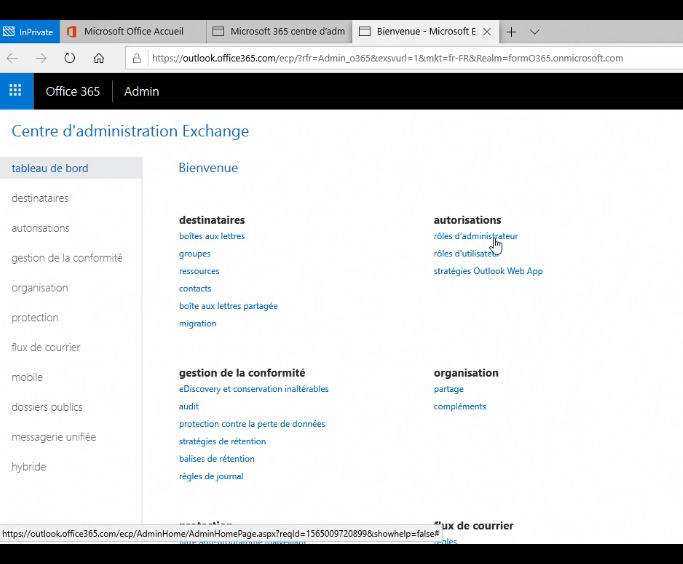 InPrivate
Microsoft Office Accueil
Microsoft 365 centre d'adm
Bienvenue - Microsoft E
https://outlook.office365.com/ecp/?rfr=Admin_o365&exsvurl=1&mkt=fr-FR&Realm=formO365.onmicrosoft.com
Office 365
Admin
Centre d'administration Exchange
tableau de bord
destinataires
autorisations
gestion de la conformité
organisation
protection
flux de courrier
mobile
dossiers publics
messagerie unifiée
hybride
Bienvenue
destinataires
boîtes aux lettres
groupes
ressources
contacts
boîte aux lettres partagée
migration
autorisations
rôles d'administrateur
rôles d'utilisateu
stratégies Outlook Web App
gestion de la conformité
eDiscovery et conservation inaltérables
audit
protection contre la perte de données
stratégies de rétention
balises de rétention
règles de journal
organisation
partage
compléments
protection
flux de courrier
règles
https://outlook.office365.com/ecp/AdminHome/AdminHomePage.aspx?reqId=1565009720899&showhelp=false#